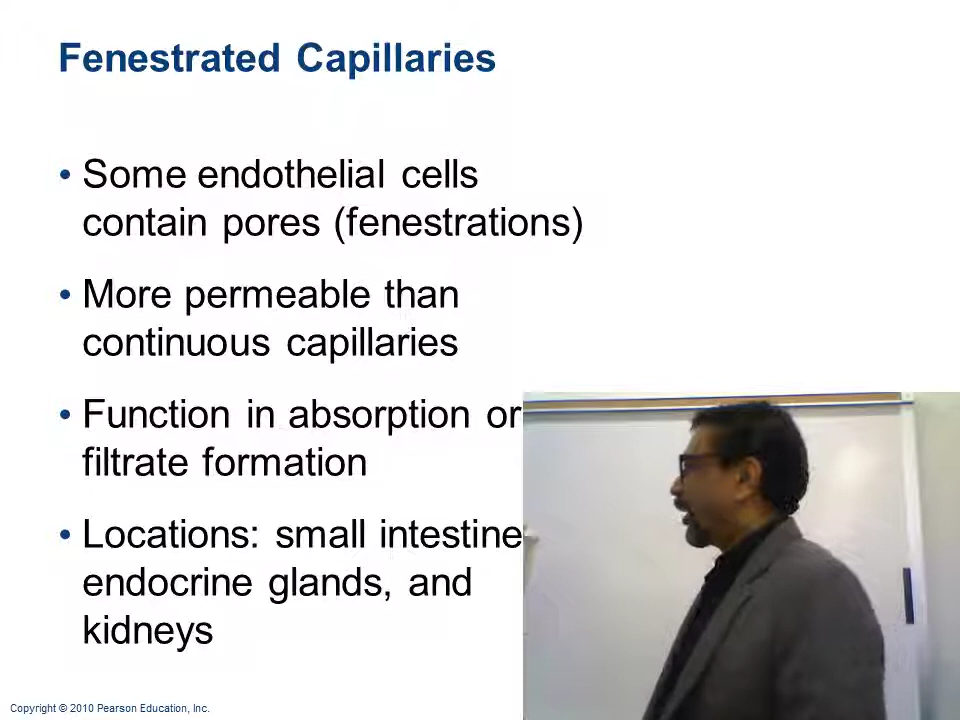 Fenestrated Capillaries
• Some endothelial cells
contain pores (fenestrations)
• More permeable than
continuous capillaries
• Function in absorption or
filtrate formation
• Locations: small intestine
endocrine glands, and
kidneys
Copyright © 2010 Pearson Education, Inc.